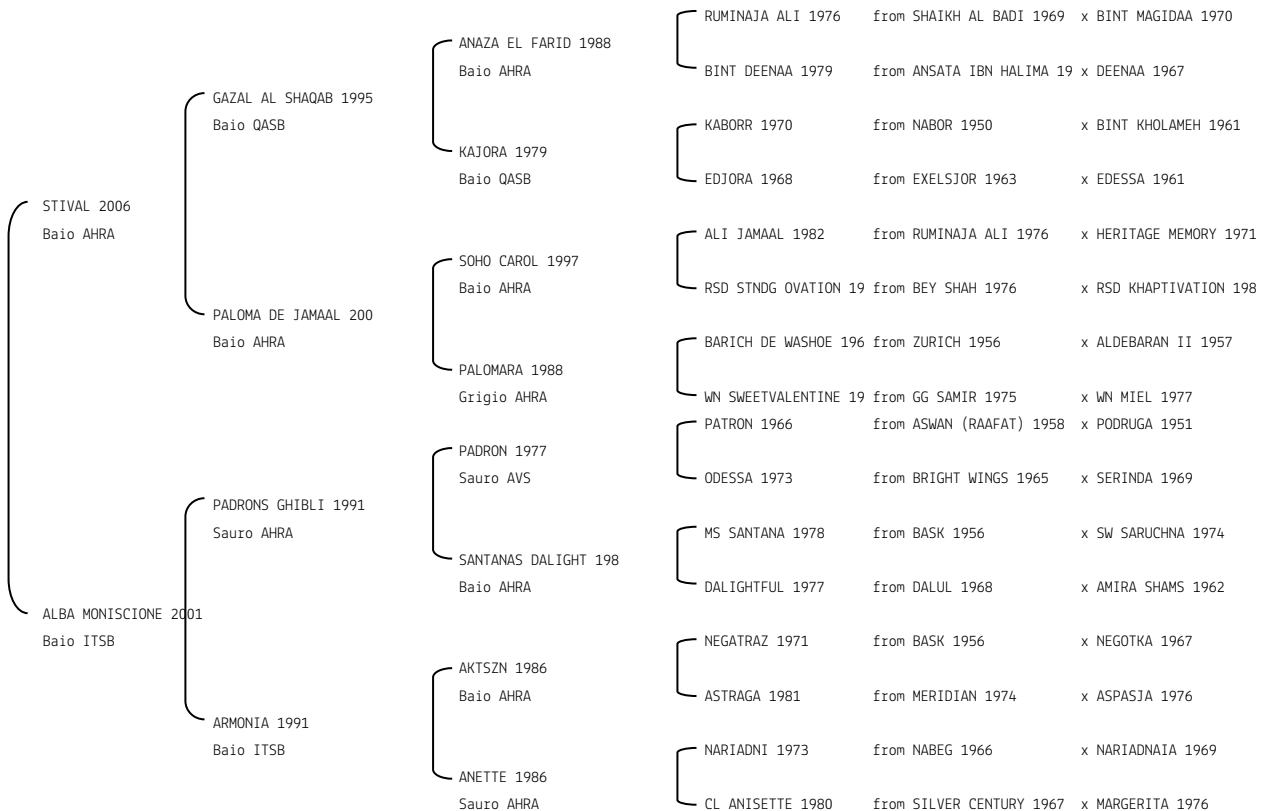 RUMINAJA ALI 1976 from SHAIKH AL BADI 1969 x BINT MAGIDAA 1970
ANAZA EL FARID 1988
Baio AHRA
BINT DEENAA 1979 from ANSATA IBN HALIMA 19 x DEENAA 1967
GAZAL AL SHAQAB 1995
Baio QASB
KABORR 1970 from NABOR 1950 x BINT KHOLAMEH 1961
KAJORA 1979
Baio QASB
EDJORA 1968 from EXELSJOR 1963 x EDESSA 1961
STIVAL 2006
Baio AHRA
ALI JAMAAL 1982 from RUMINAJA ALI 1976 x HERITAGE MEMORY 1971
SOHO CAROL 1997
Baio AHRA
RSD STNDG OVATION 19 from BEY SHAH 1976 x RSD KHAPTIVATION 198
PALOMA DE JAMAAL 200
Baio AHRA
BARICH DE WASHOE 196 from ZURICH 1956 x ALDEBARAN II 1957
PALOMARA 1988
Grigio AHRA
WN SWEETVALENTINE 19 from GG SAMIR 1975 x WN MIEL 1977
PATRON 1966 from ASWAN (RAAFAT) 1958 x PODRUGA 1951
PADRON 1977
Sauro AVS
ODESSA 1973 from BRIGHT WINGS 1965 x SERINDA 1969
PADRONS GHIBLI 1991
Sauro AHRA
MS SANTANA 1978 from BASK 1956 x SW SARUCHNA 1974
SANTANAS DALIGHT 198
Baio AHRA
DALIGHTFUL 1977 from DALUL 1968 x AMIRA SHAMS 1962
ALBA MONISCIONE 2001
Baio ITSB
NEGATRAZ 1971 from BASK 1956 x NEGOTKA 1967
AKTSZN 1986
Baio AHRA
ASTRAGA 1981 from MERIDIAN 1974 x ASPASJA 1976
ARMONIA 1991
Baio ITSB
NARIADNI 1973 from NABEG 1966 x NARIADNAIA 1969
ANETTE 1986
Sauro AHRA
CL ANISETTE 1980 from SILVER CENTURY 1967 x MARGERITA 1976